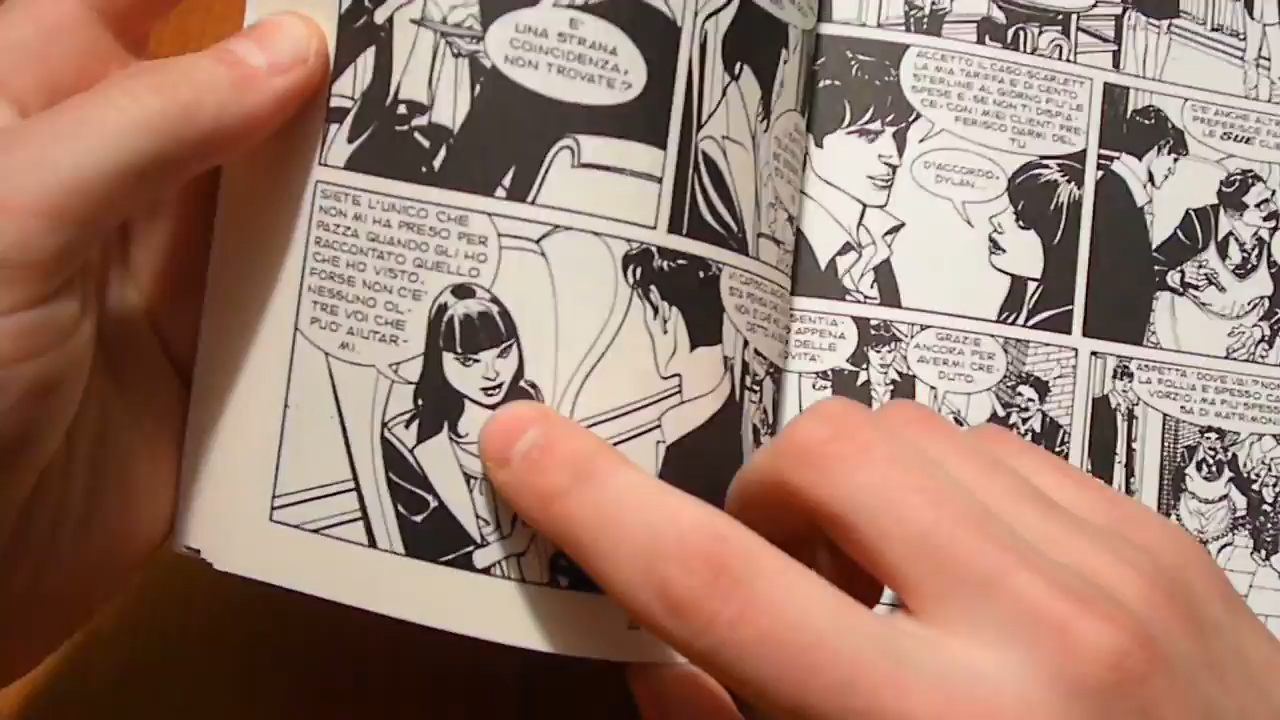 E'
UNA STRANA
COINCIDENZA,
NON TROVATE?
SIETE L'UNICO CHE
NON MI HA PRESO PER
PAZZA QUANDO GLI HO
RACCONTATO QUELLO
CHE HO VISTO,
FORSE NON C'E'
NESSUNO OL-
TRE VOI CHE
PUO' AIUTAR-
MI.
ACCETTO IL CASO, SCARLETT
LA MIA TARIFFA E' DI CENTO
STERLINE AL GIORNO PIU' LE
SPESE E, SE NON TI DISPIA-
CE, CON I MIEI CLIENTI PRE-
FERISCO DARMI DEL
TU
D'ACCORDO,
DYLAN...
C'E' ANCHE
PREFERISCE
LE SUE
APPENA
DELLE
GRAZIE
ANCORA PER
AVERMI CRE-
DUTO.
ASPETTA! DOVE VAI?
LA FOLLIA E' SPESSO
MA PIU' SPESSO
DI MATRIMONI